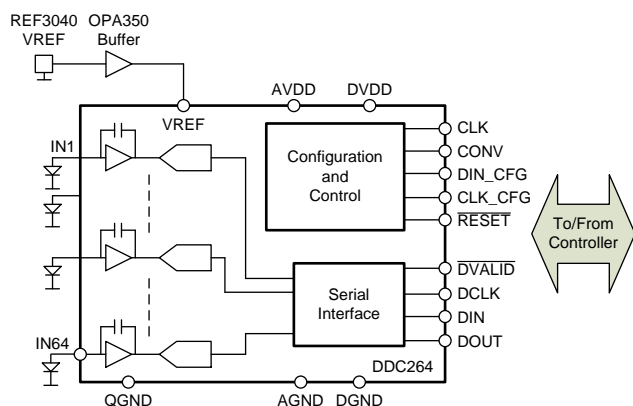 REF3040
VREF
OPA350
Buffer
AVDD
DVDD
VREF
IN1
Configuration
and
Control
CLK
CONV
DIN_CFG
CLK_CFG
RESET
To/From
Controller
Serial
Interface
DVALID
DCLK
DIN
DOUT
IN64
DDC264
QGND
AGND
DGND